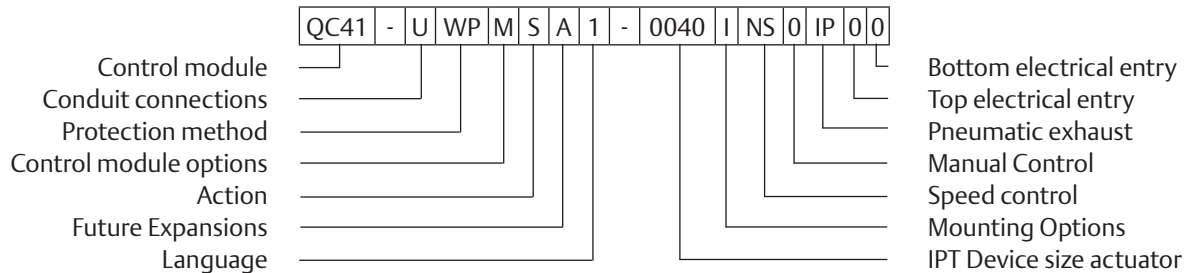 QC41 - U WP M S A 1 - 0040 I NS 0 IP 0 0
Control module
Conduit connections
Protection method
Control module options
Action
Future Expansions
Language
Bottom electrical entry
Top electrical entry
Pneumatic exhaust
Manual Control
Speed control
Mounting Options
IPT Device size actuator